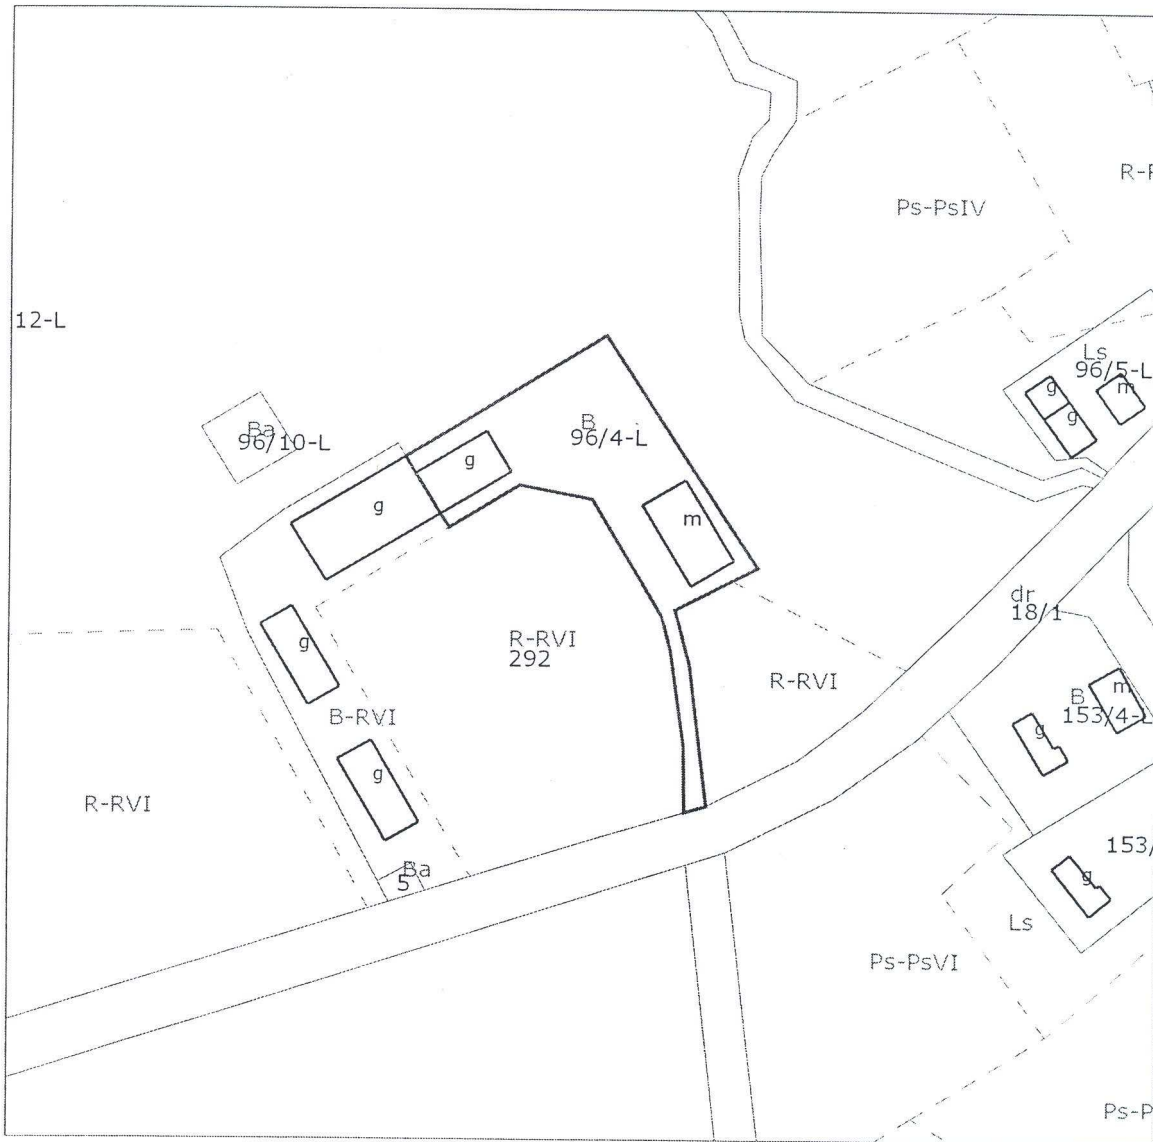 R-
Ps-PsIV
12-L
Ls
96/5-L
g
m
g
B
96/4-L
Ba
96/10-L
g
g
m
dr
18/1
g
R-RVI
292
R-RVI
m
B
153/4-L
B-RVI
g
g
R-RVI
153/
Ba
5
g
Ls
Ps-PsVI
Ps-P